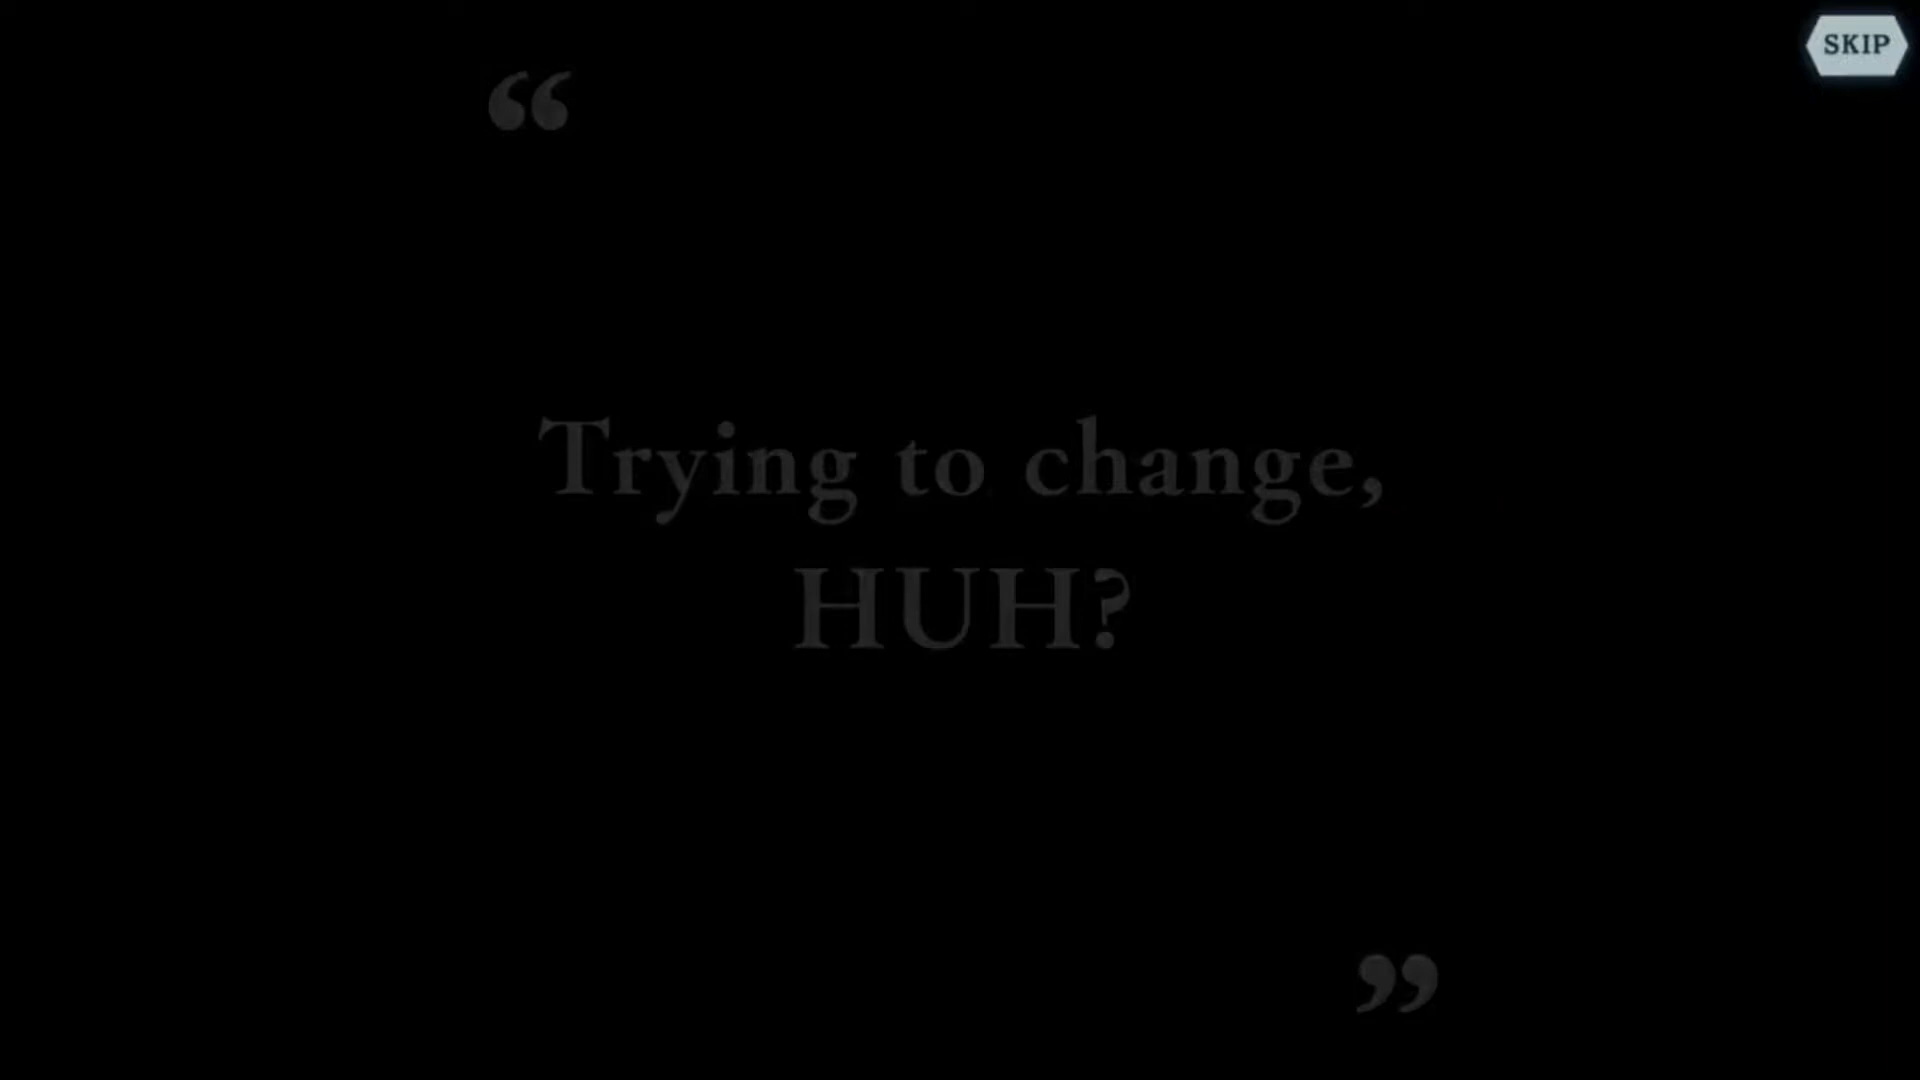 SKIP
“
Trying to change,
HUH?
”